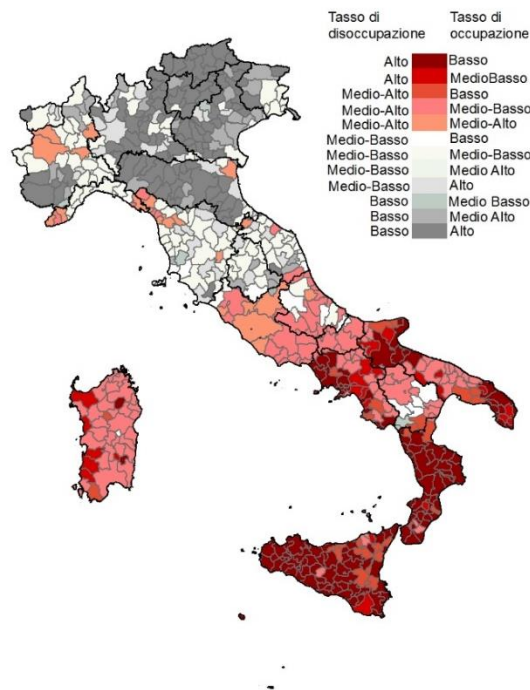 Tasso di disoccupazione Tasso di occupazione
Alto Basso
Alto MedioBasso
Medio-Alto Basso
Medio-Alto Medio-Basso
Medio-Alto Medio-Alto
Medio-Basso Basso
Medio-Basso Medio-Basso
Medio-Basso Medio Alto
Medio-Basso Alto
Basso Medio Basso
Basso Medio Alto
Basso Alto